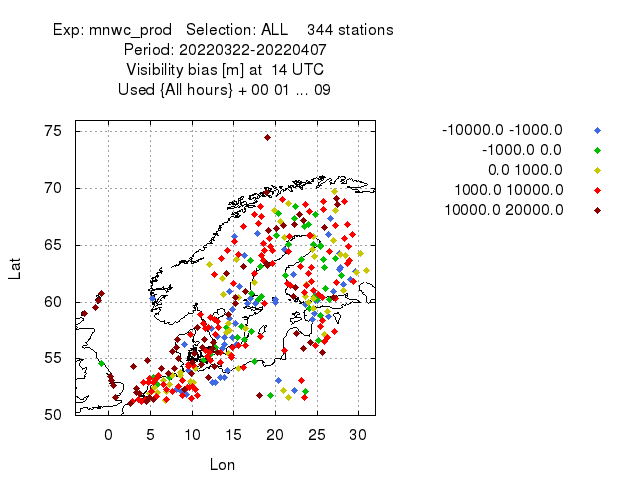 Exp: mnwc_prod   Selection: ALL    344 stations
Period: 20220322-20220407
Visibility bias [m] at  14 UTC
Used {All hours} + 00 01 ... 09
-10000.0 -1000.0
-1000.0 0.0
0.0 1000.0
1000.0 10000.0
10000.0 20000.0
75
70
65
60
55
50
Lat
0 5 10 15 20 25 30
Lon